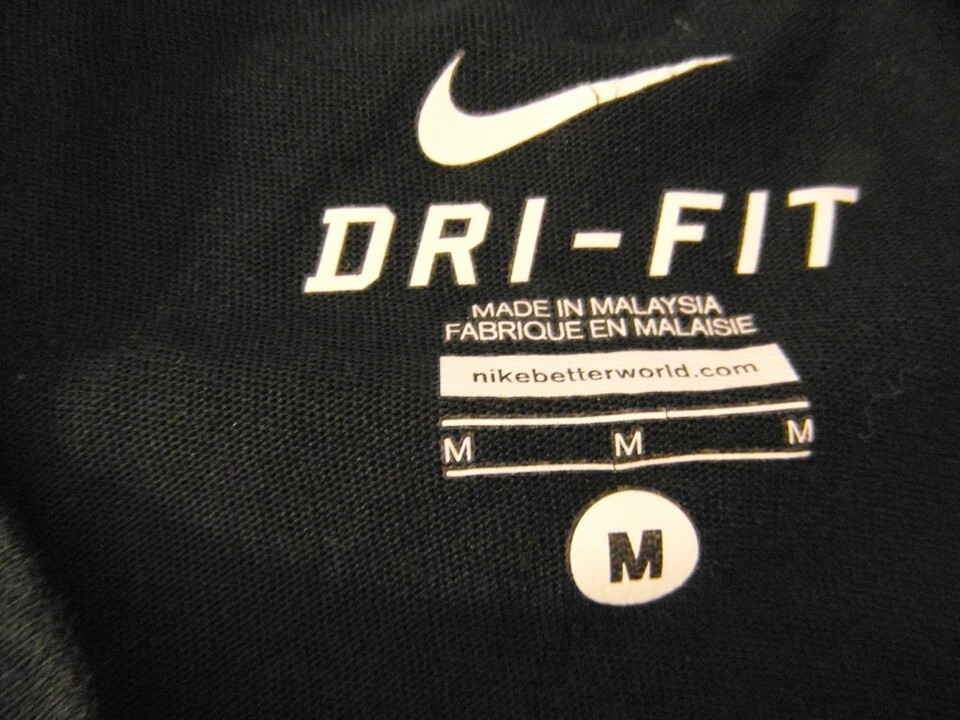 DRI-FIT
MADE IN MALAYSIA
FABRIQUE EN MALAISIE
nikebetterworld.com
M M M
M